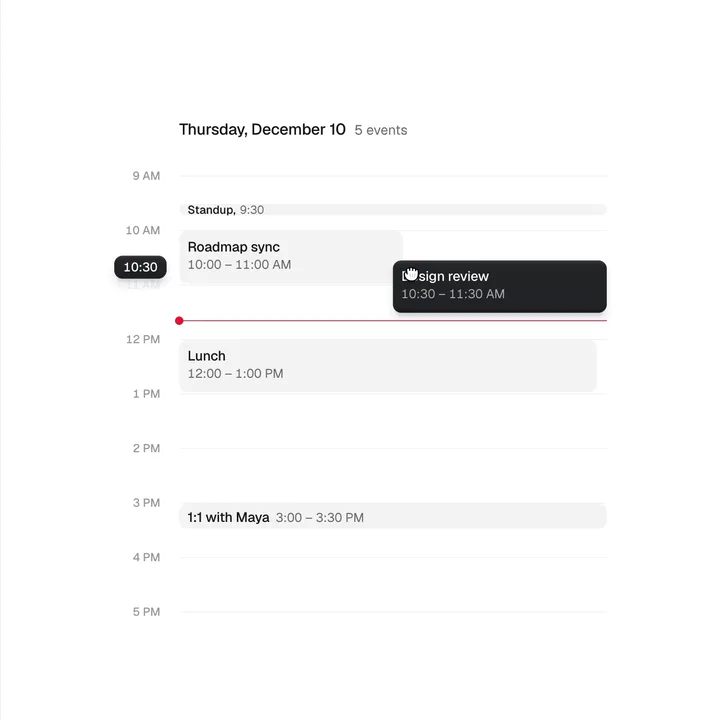 Thursday, December 10 5 events
9 AM
Standup, 9:30
10 AM
Roadmap sync
10:00 – 11:00 AM
10:30
11 AM
sign review
10:30 – 11:30 AM
12 PM
Lunch
12:00 – 1:00 PM
1 PM
2 PM
3 PM
1:1 with Maya 3:00 – 3:30 PM
4 PM
5 PM